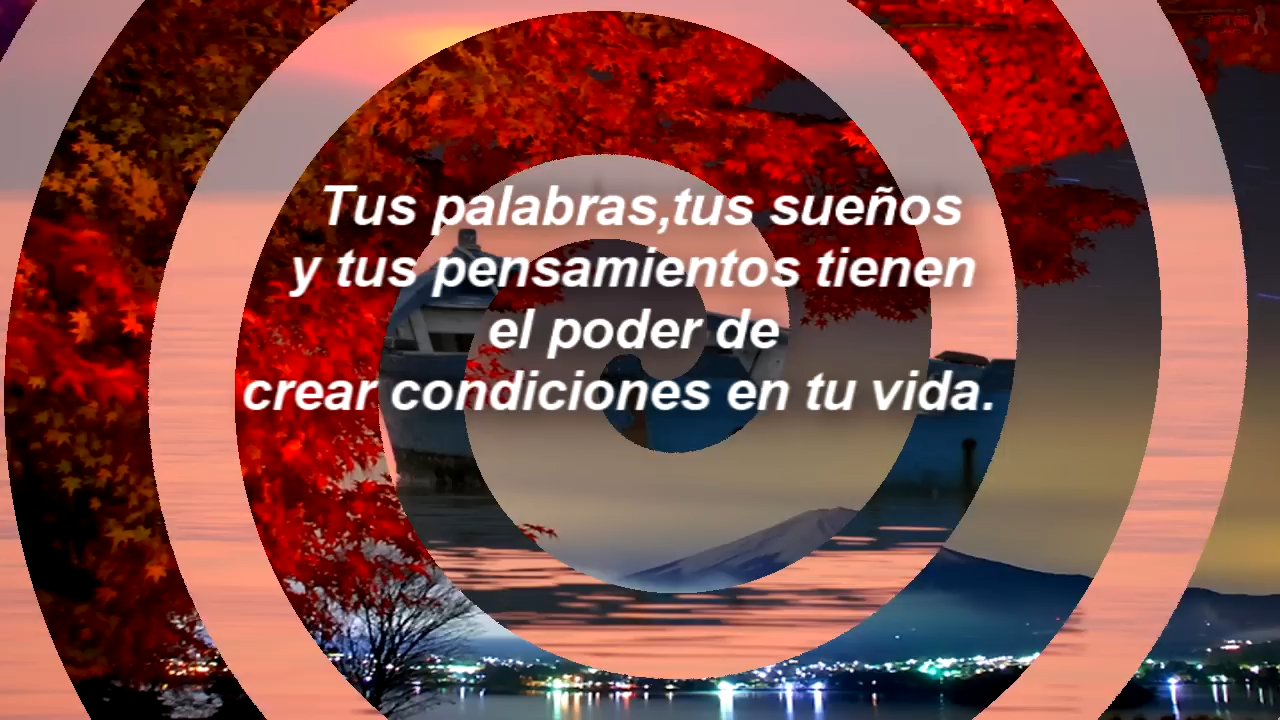 Tus palabras,tus sueños
y tus pensamientos tienen
el poder de
crear condiciones en tu vida.